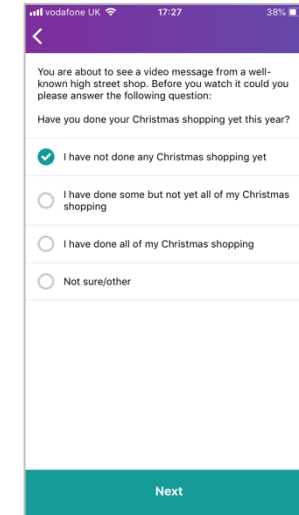 vodafone UK 17:27 38%
You are about to see a video message from a well-
known high street shop. Before you watch it could you
please answer the following question:
Have you done your Christmas shopping yet this year?
I have not done any Christmas shopping yet
I have done some but not yet all of my Christmas
shopping
I have done all of my Christmas shopping
Not sure/other
Next